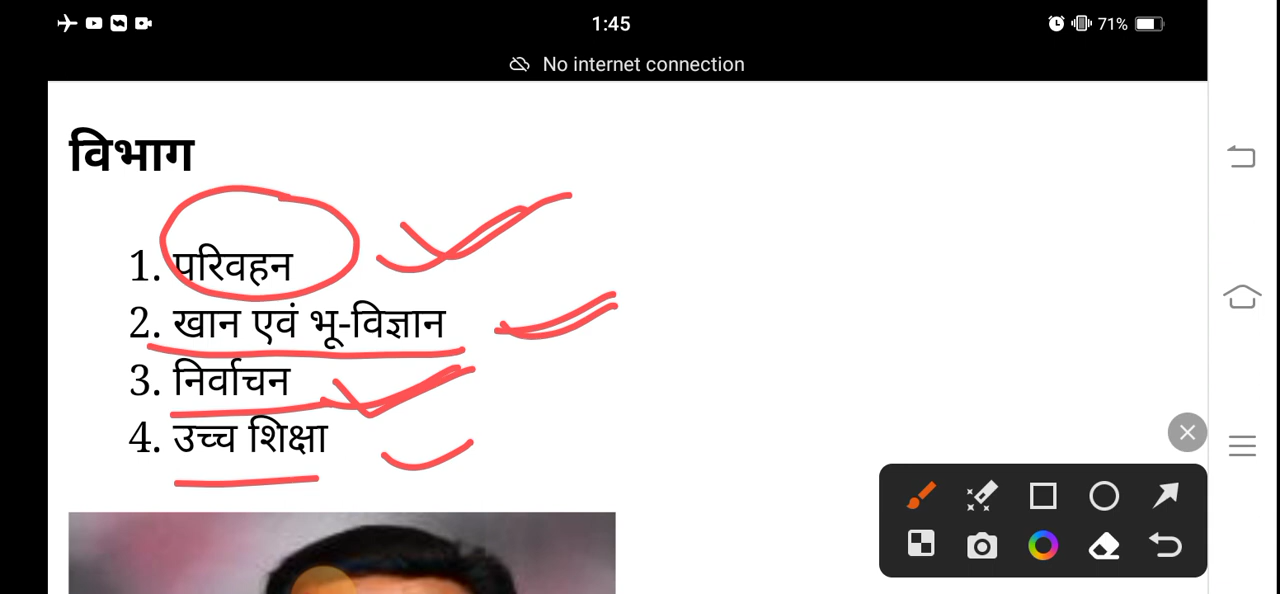 1:45
71%
No internet connection
विभाग
1. परिवहन
2. खान एवं भू-विज्ञान
3. निर्वाचन
4. उच्च शिक्षा